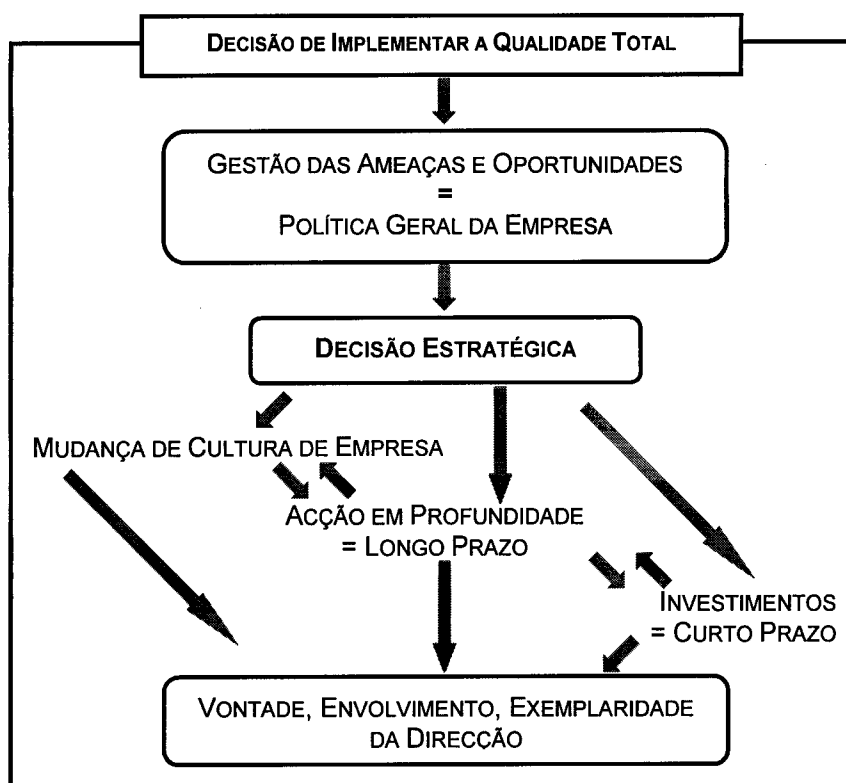 DECISÃO DE IMPLEMENTAR A QUALIDADE TOTAL
GESTÃO DAS AMEAÇAS E OPORTUNIDADES
=
POLÍTICA GERAL DA EMPRESA
DECISÃO ESTRATÉGICA
MUDANÇA DE CULTURA DE EMPRESA
ACÇÃO EM PROFUNDIDADE
= LONGO PRAZO
INVESTIMENTOS
= CURTO PRAZO
VONTADE, ENVOLVIMENTO, EXEMPLARIDADE
DA DIRECÇÃO